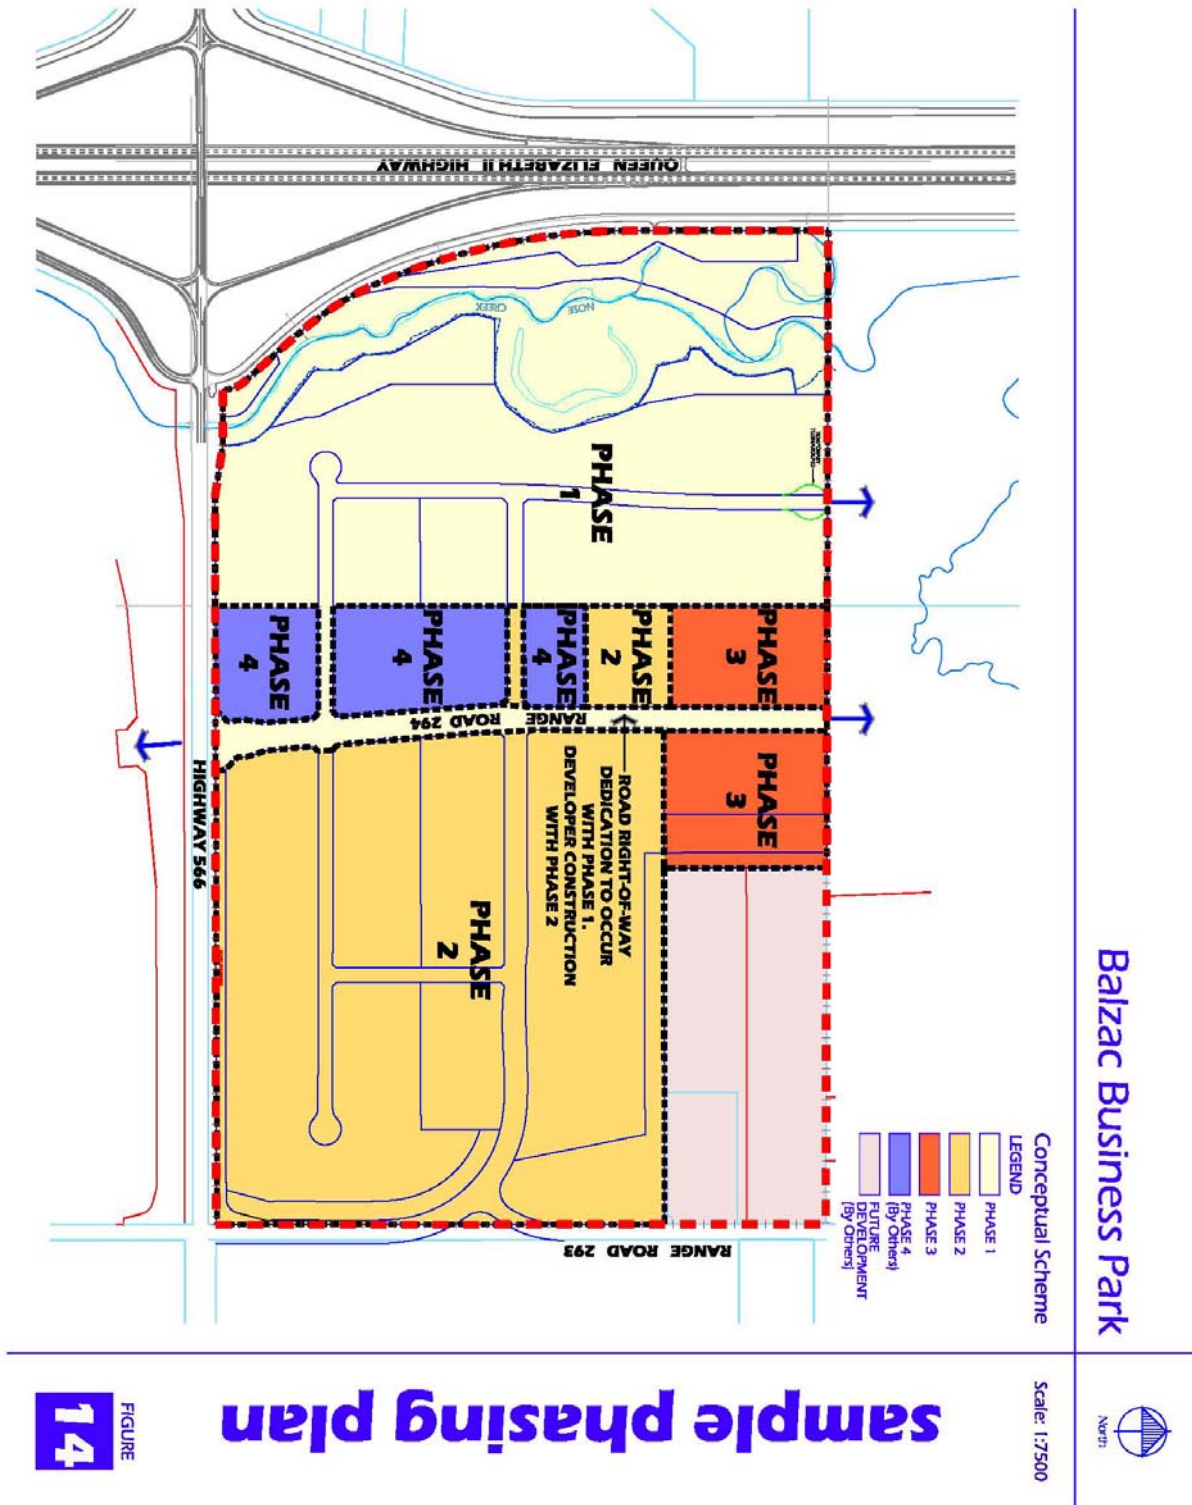 Balzac Business Park
Conceptual Scheme
Scale: 1:7500
North
LEGEND
PHASE 1
PHASE 2
PHASE 3
PHASE 4
(By Others)
FUTURE
DEVELOPMENT
(By Others)
QUEEN ELIZABETH II HIGHWAY
NOSE
CREEK
PHASE
1
PHASE
3
PHASE
2
PHASE
4
PHASE
4
PHASE
4
RANGE ROAD 294
PHASE
3
ROAD RIGHT-OF-WAY
DEDICATION TO OCCUR
WITH PHASE 1.
DEVELOPER CONSTRUCTION
WITH PHASE 2
PHASE
2
HIGHWAY 566
RANGE ROAD 293
sample phasing plan
FIGURE
14